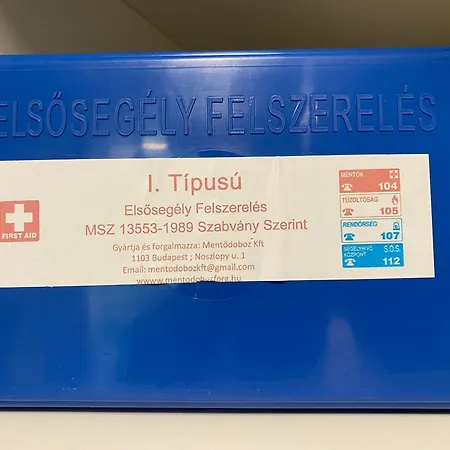 ELSŐSEGÉLY FELSZERELÉS
I. Típusú
Elsősegély Felszerelés
MSZ 13553-1989 Szabvány Szerint
Gyártja és forgalmazza: Mentődoboz Kft
1103 Budapest ; Noszlopy u. 1
Email: mentodobozkft@gmail.com
FIRST AID
MENTŐK
104
TŰZOLTÓSÁG
105
RENDŐRSÉG
107
SEGÉLYHÍVÓ KÖZPONT S.O.S.
112